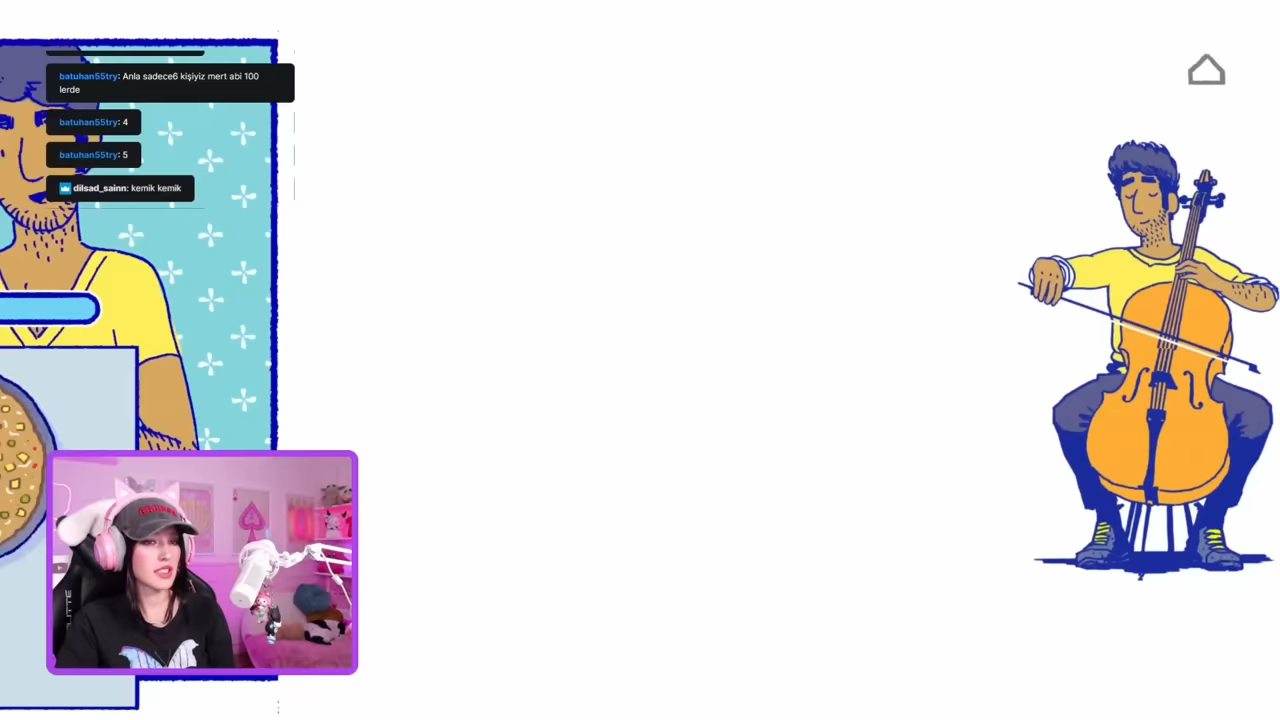 batuhan55try: Anla sadece6 kişiyiz mert abi 100
lerde
batuhan55try: 4
batuhan55try: 5
dilsad_sainn: kemik kemik